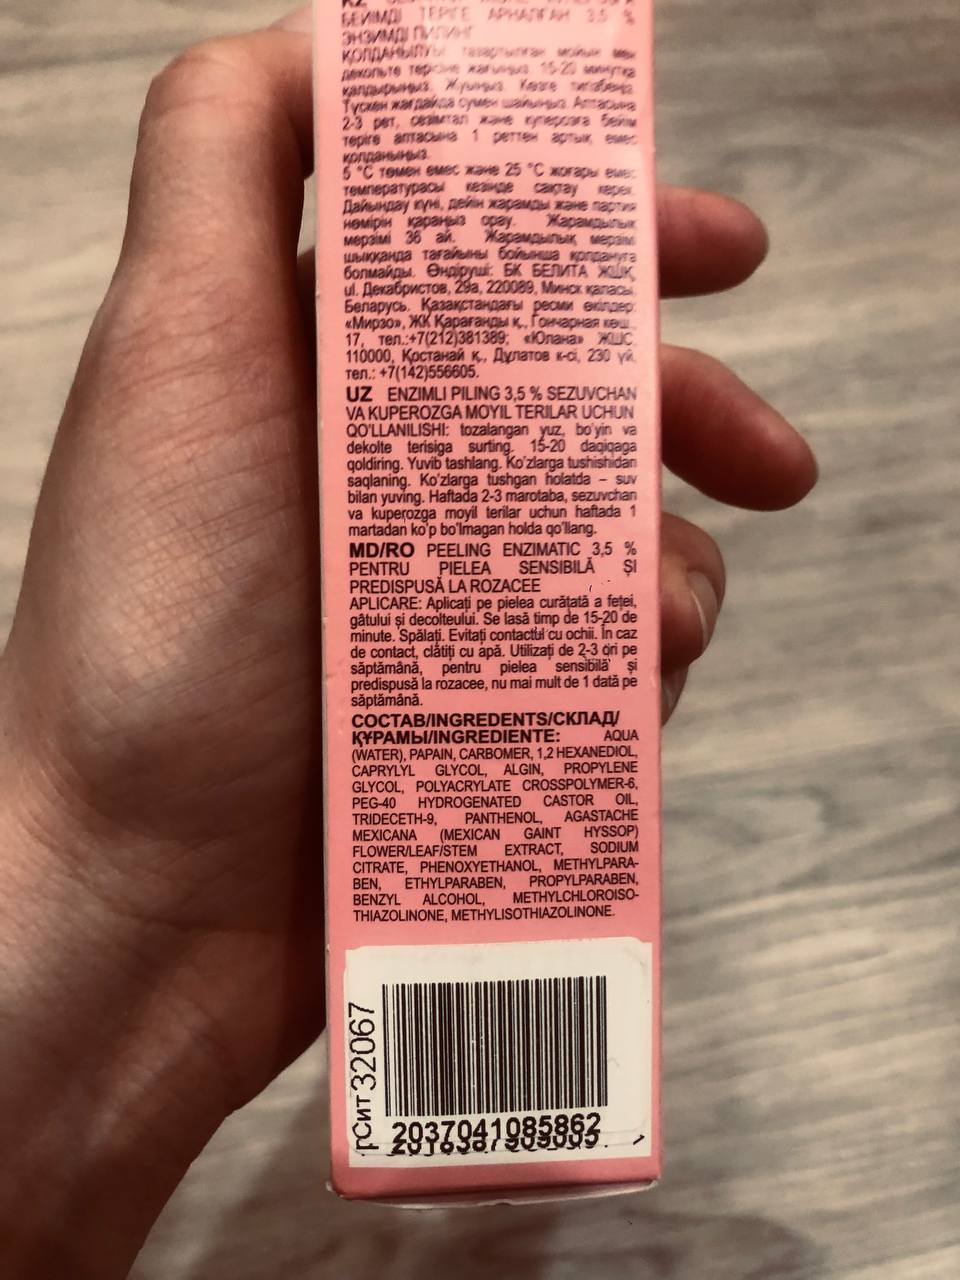 БЕЙІМДІ ТЕРІГЕ АРНАЛҒАН 3,5 %
ЭНЗИМДІ ПИЛИНГ
ҚОЛДАНЫЛУЫ: тазартылған мойын мен
декольте терісіне жағыңыз. 15-20 минутқа
қалдырыңыз. Жуыңыз. Көзге тигізбеңіз.
Түскен жағдайда сумен шайыңыз. Аптасына
2-3 рет, сезімтал және куперозға бейім
теріге аптасына 1 реттен артық емес
қолданыңыз.
5 °C төмен емес және 25 °C жоғары емес
температурасы кезінде сақтау керек.
Дайындау күні, дейін жарамды және партия
нөмірін қараңыз орау. Жарамдылық
мерзімі 36 ай. Жарамдылық мерзімі
шыққанда тағайыны бойынша қолдануға
болмайды. Өндіруші: БК БЕЛИТА ЖШҚ,
ul. Декабристов, 29а, 220089, Минск қаласы,
Беларусь. Қазақстандағы ресми өкілдер:
«Мирзо», ЖК Қарағанды қ., Гончарная көш.,
17, тел.:+7(212)381389; «Юлана» ЖШС,
110000, Қостанай қ., Дулатов к-сі, 230 үй,
тел.: +7(142)556605.
UZ ENZIMLI PILING 3,5 % SEZUVCHAN
VA KUPEROZGA MOYIL TERILAR UCHUN
QO'LLANILISHI: tozalangan yuz, bo'yin va
dekolte terisiga surting. 15-20 daqiqaga
qoldiring. Yuvib tashlang. Ko'zlarga tushishidan
saqlaning. Ko'zlarga tushgan holatda – suv
bilan yuving. Haftada 2-3 marotaba, sezuvchan
va kuperozga moyil terilar uchun haftada 1
martadan ko'p bo'lmagan holda qo'llang.
MD/RO PEELING ENZIMATIC 3,5 %
PENTRU PIELEA SENSIBILĂ ȘI
PREDISPUSĂ LA ROZACEE
APLICARE: Aplicați pe pielea curățată a feței,
gâtului și decolteului. Se lasă timp de 15-20 de
minute. Spălați. Evitați contactul cu ochii. În caz
de contact, clătiți cu apă. Utilizați de 2-3 ori pe
săptămână, pentru pielea sensibilă și
predispusă la rozacee, nu mai mult de 1 dată pe
săptămână.
СОСТАВ/INGREDENTS/СКЛАД/
ҚҰРАМЫ/INGREDIENTE: AQUA
(WATER), PAPAIN, CARBOMER, 1,2 HEXANEDIOL,
CAPRYLYL GLYCOL, ALGIN, PROPYLENE
GLYCOL, POLYACRYLATE CROSSPOLYMER-6,
PEG-40 HYDROGENATED CASTOR OIL,
TRIDECETH-9, PANTHENOL, AGASTACHE
MEXICANA (MEXICAN GAINT HYSSOP)
FLOWER/LEAF/STEM EXTRACT, SODIUM
CITRATE, PHENOXYETHANOL, METHYLPARA-
BEN, ETHYLPARABEN, PROPYLPARABEN,
BENZYL ALCOHOL, METHYLCHLOROISO-
THIAZOLINONE, METHYLISOTHIAZOLINONE.
гСит 32067
2037041085862